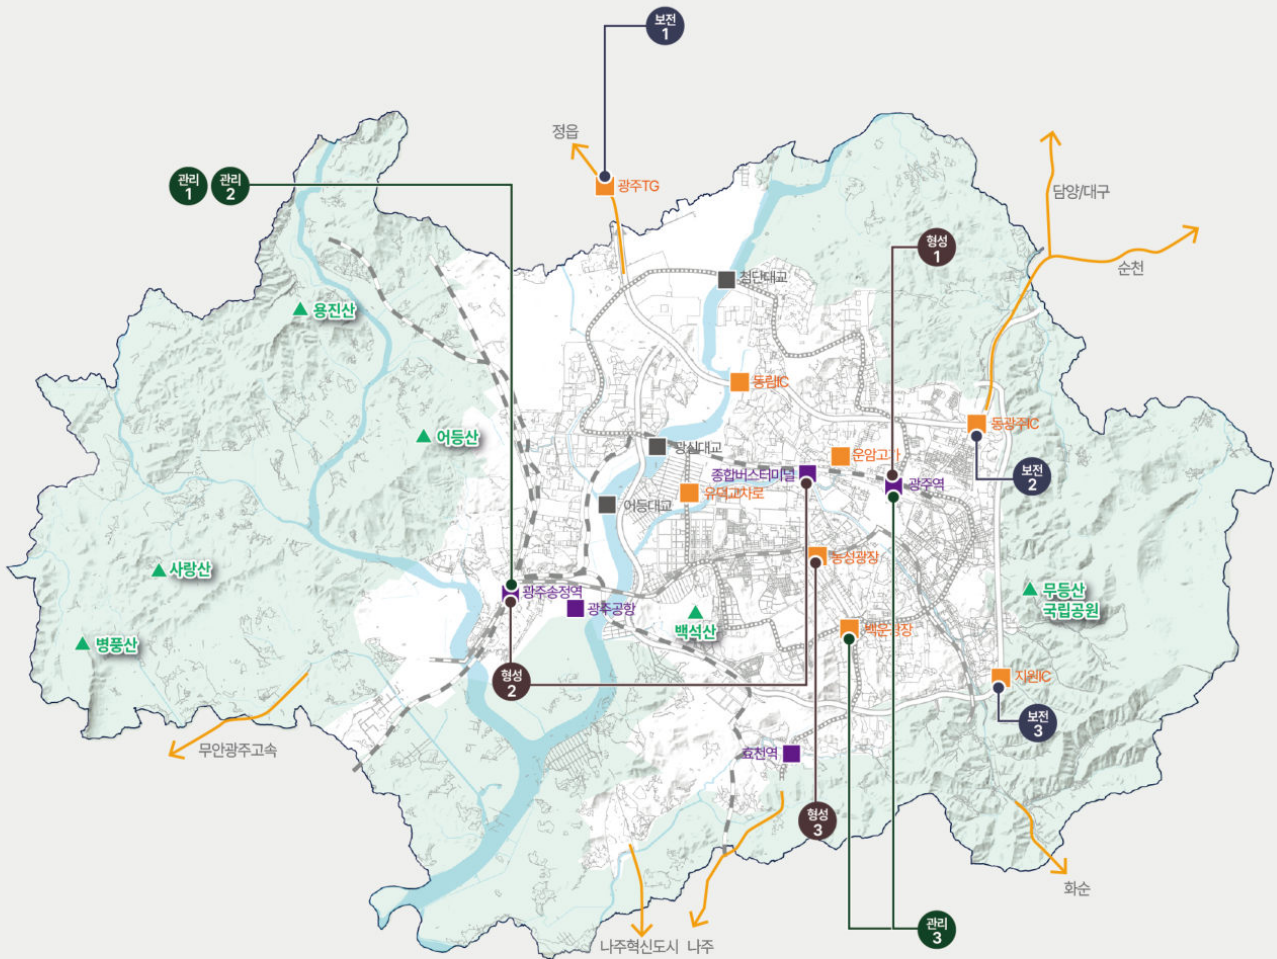 보전
1
정읍
광주TG
관리
1
관리
2
담양/대구
형성
1
순천
첨단대교
용진산
동림IC
동광주IC
어등산
광신대교
운암고가
종합버스터미널
광주역
보전
2
유덕교차로
어등대교
농성광장
사랑산
광주송정역
광주공항
백석산
무등산
국립공원
백운광장
병풍산
형성
2
지원IC
보전
3
무안광주고속
효천역
형성
3
화순
관리
3
나주혁신도시
나주